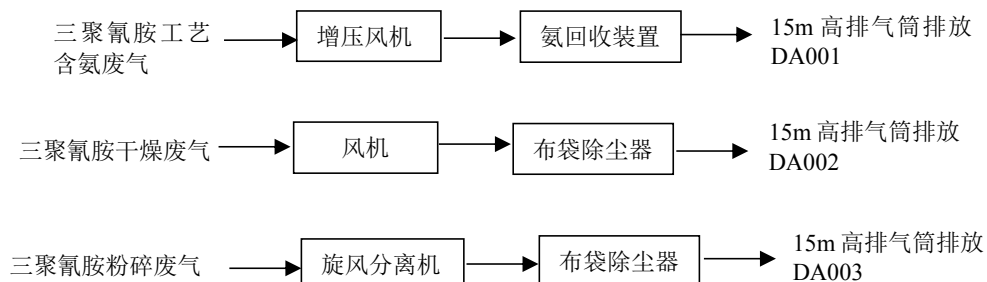 三聚氰胺工艺
含氨废气
增压风机
氨回收装置
15m 高排气筒排放
DA001
三聚氰胺干燥废气
风机
布袋除尘器
15m 高排气筒排放
DA002
三聚氰胺粉碎废气
旋风分离机
布袋除尘器
15m 高排气筒排放
DA003